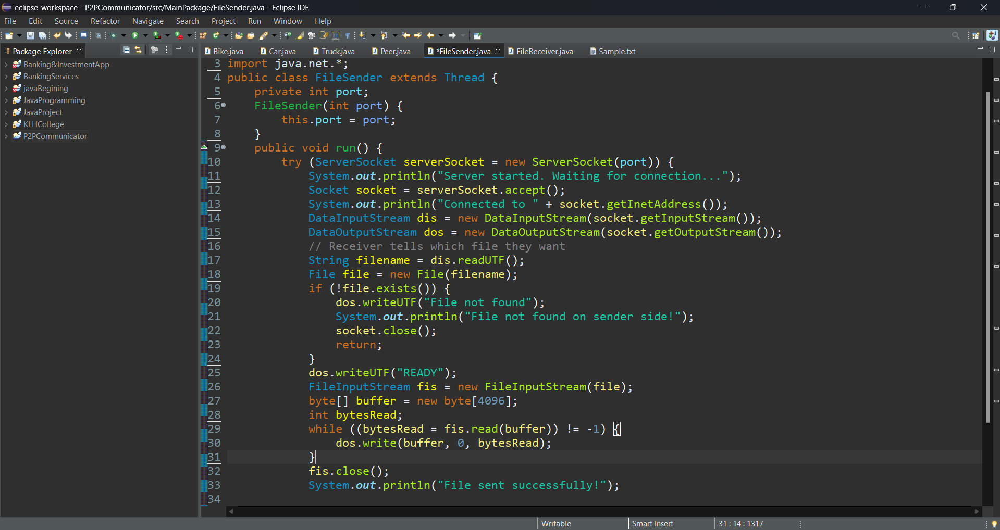 eclipse-workspace - P2PCommunicator/src/MainPackage/FileSender.java - Eclipse IDE
File Edit Source Refactor Navigate Search Project Run Window Help
Package Explorer
Banking&InvestmentApp
BankingServices
javaBegining
JavaProgramming
JavaProject
KLHCollege
P2PCommunicator
Bike.java Car.java Truck.java Peer.java *FileSender.java FileReceiver.java Sample.txt
3 import java.net.*;
4 public class FileSender extends Thread {
5     private int port;
6     FileSender(int port) {
7         this.port = port;
8     }
9     public void run() {
10         try (ServerSocket serverSocket = new ServerSocket(port)) {
11             System.out.println("Server started. Waiting for connection...");
12             Socket socket = serverSocket.accept();
13             System.out.println("Connected to " + socket.getInetAddress());
14             DataInputStream dis = new DataInputStream(socket.getInputStream());
15             DataOutputStream dos = new DataOutputStream(socket.getOutputStream());
16             // Receiver tells which file they want
17             String filename = dis.readUTF();
18             File file = new File(filename);
19             if (!file.exists()) {
20                 dos.writeUTF("File not found");
21                 System.out.println("File not found on sender side!");
22                 socket.close();
23                 return;
24             }
25             dos.writeUTF("READY");
26             FileInputStream fis = new FileInputStream(file);
27             byte[] buffer = new byte[4096];
28             int bytesRead;
29             while ((bytesRead = fis.read(buffer)) != -1) {
30                 dos.write(buffer, 0, bytesRead);
31             }
32             fis.close();
33             System.out.println("File sent successfully!");
34
Writable Smart Insert 31 : 14 : 1317